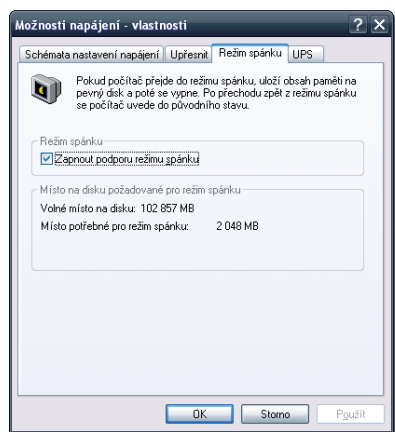 Možnosti napájení - vlastnosti
Schémata nastavení napájení Upřesnit Režim spánku UPS
Pokud počítač přejde do režimu spánku, uloží obsah paměti na
pevný disk a poté se vypne. Po přechodu zpět z režimu spánku
se počítač uvede do původního stavu.
Režim spánku
Zapnout podporu režimu spánku
Místo na disku požadované pro režim spánku
Volné místo na disku: 102 857 MB
Místo potřebné pro režim spánku: 2 048 MB
OK Storno Použít